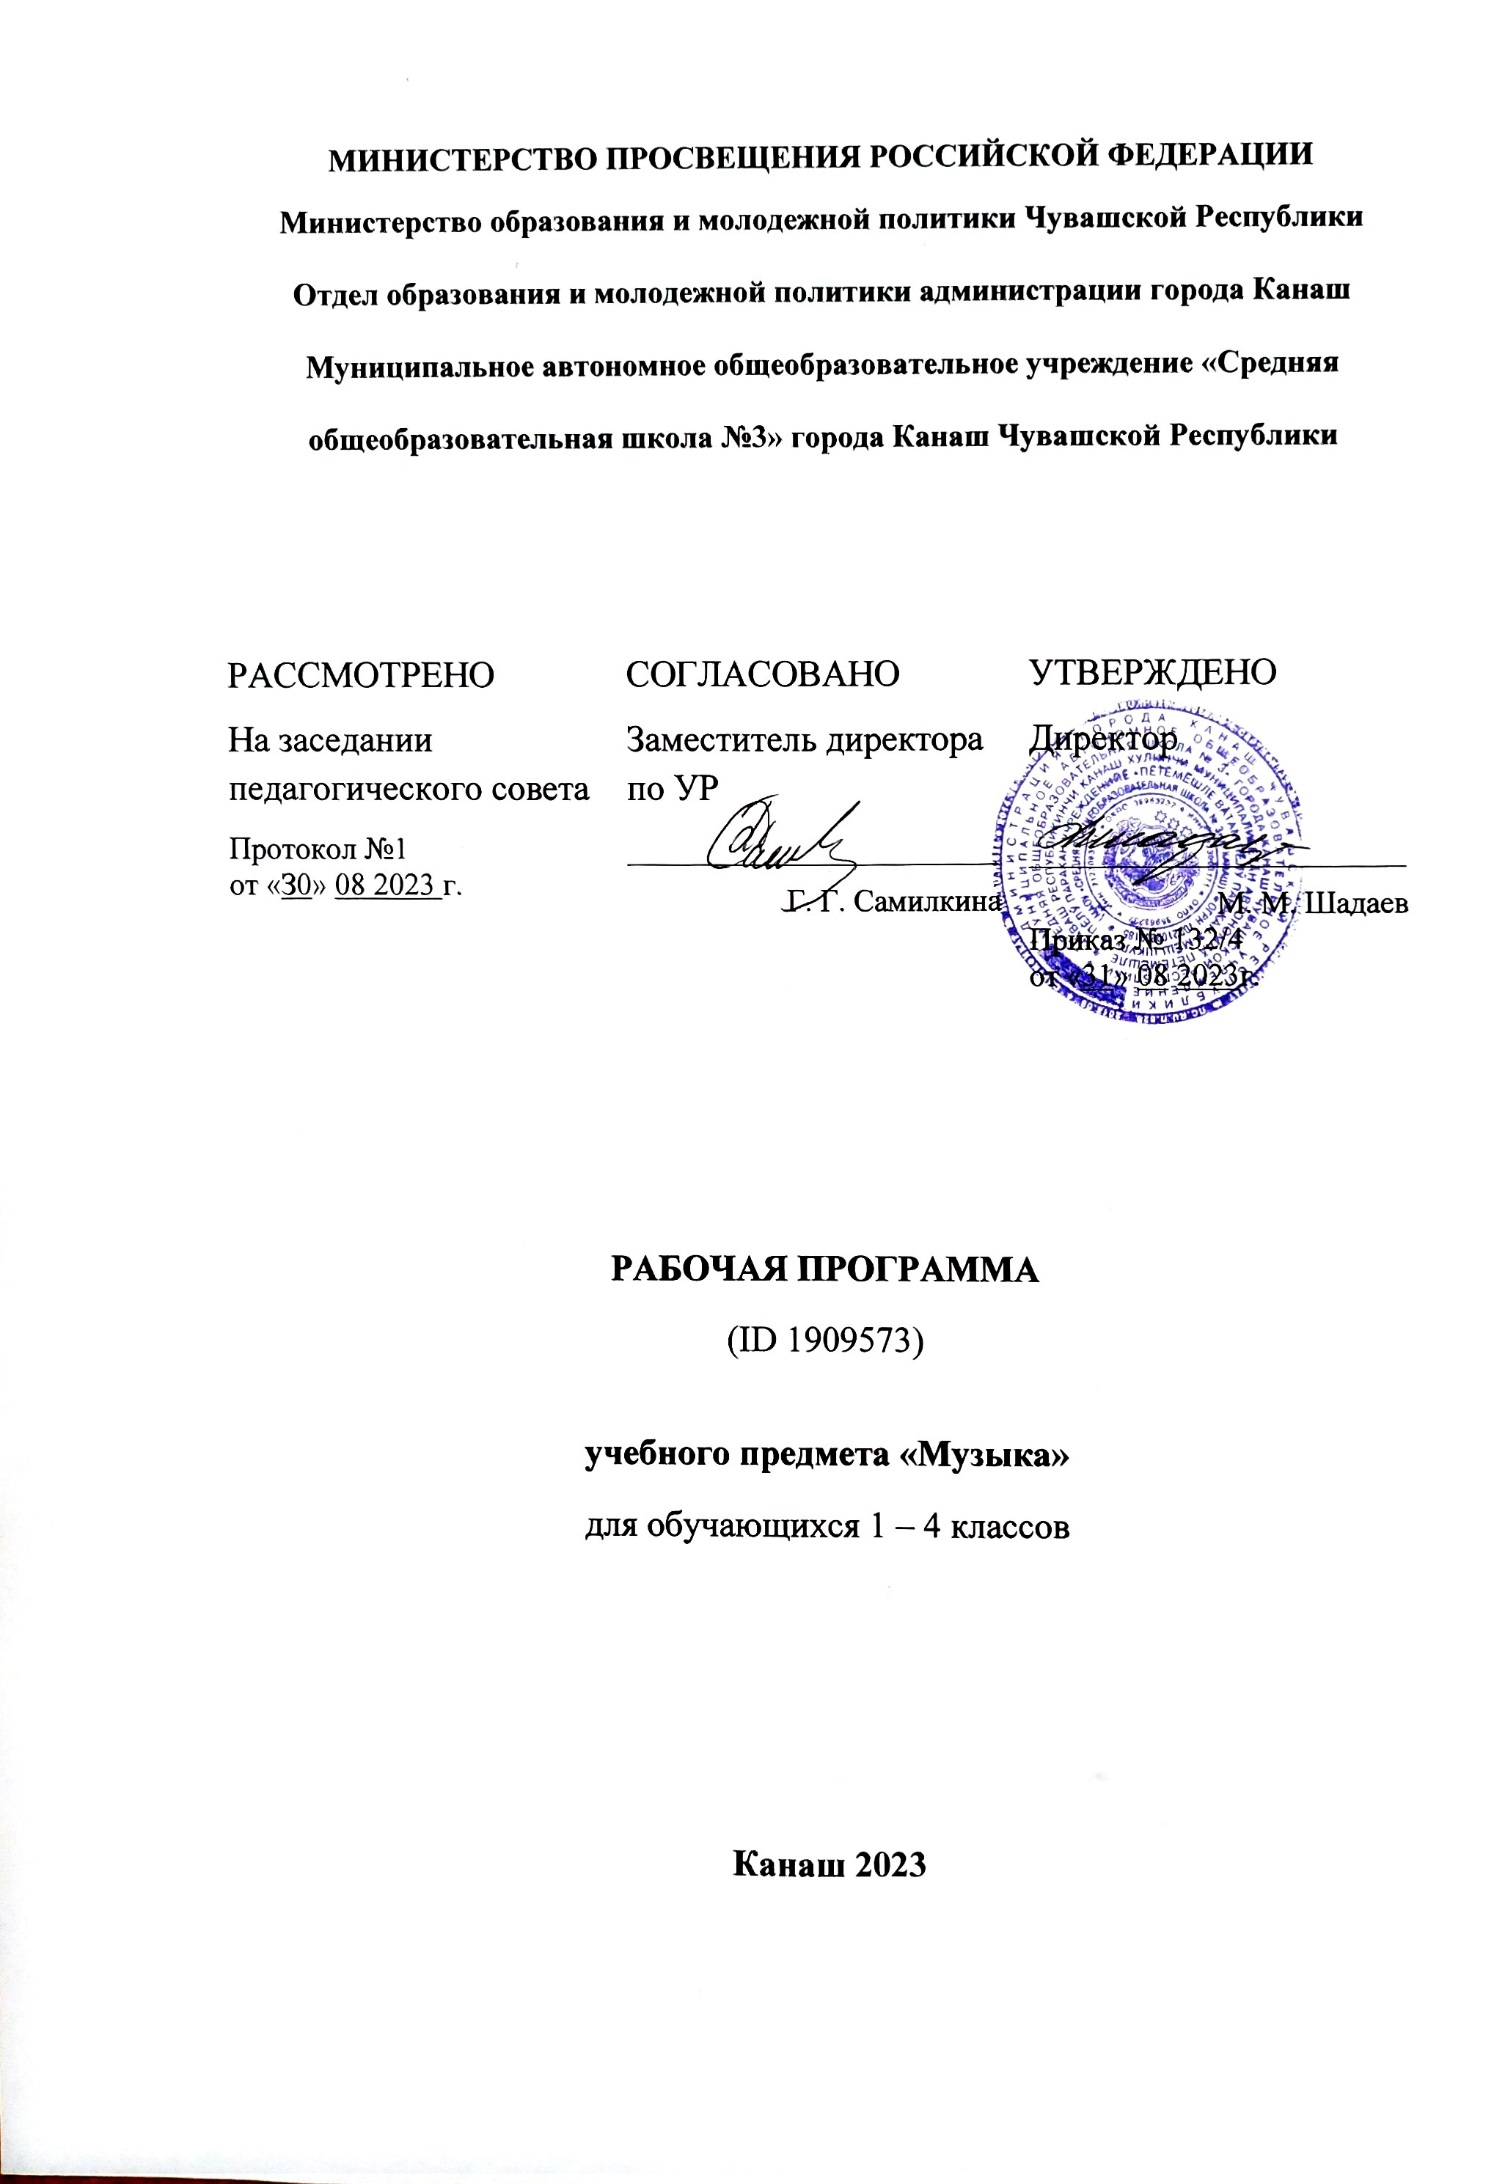 МИНИСТЕРСТВО ПРОСВЕЩЕНИЯ РОССИЙСКОЙ ФЕДЕРАЦИИ
Министерство образования и молодежной политики Чувашской Республики
Отдел образования и молодежной политики администрации города Канаш
Муниципальное автономное общеобразовательное учреждение «Средняя
общеобразовательная школа №3» города Канаш Чувашской Республики
РАССМОТРЕНО
На заседании
педагогического совета
Протокол №1
от «30» 08 2023 г.
СОГЛАСОВАНО
Заместитель директора
по УР
Г. Г. Самилкина
УТВЕРЖДЕНО
Директор
М. М. Шадаев
Приказ № 132/4
от «31» 08 2023г.
РАБОЧАЯ ПРОГРАММА
(ID 1909573)
учебного предмета «Музыка»
для обучающихся 1 – 4 классов
Канаш 2023